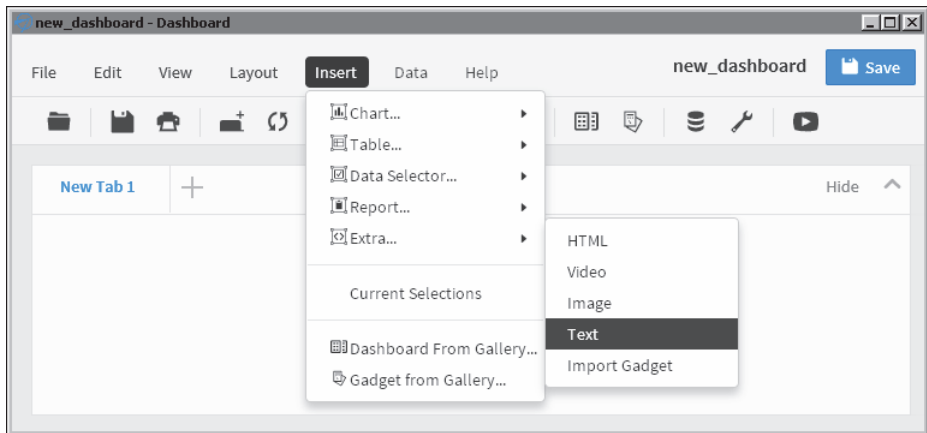 new_dashboard - Dashboard
File Edit View Layout Insert Data Help new_dashboard Save
Chart...
Table...
Data Selector...
Report...
Extra...
Current Selections
Dashboard From Gallery...
Gadget from Gallery...
New Tab 1
Hide
HTML
Video
Image
Text
Import Gadget